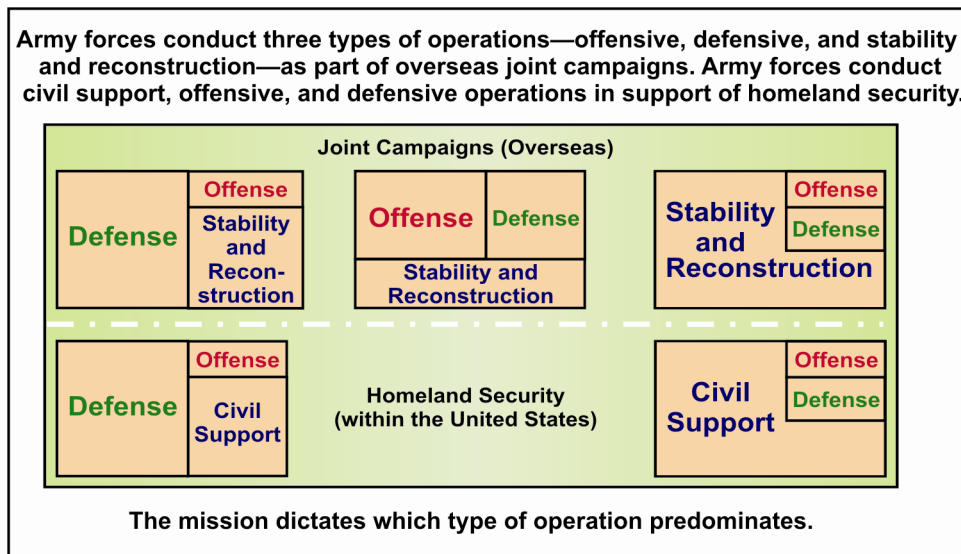 Army forces conduct three types of operations—offensive, defensive, and stability
and reconstruction—as part of overseas joint campaigns. Army forces conduct
civil support, offensive, and defensive operations in support of homeland security.
Joint Campaigns (Overseas)
Defense
Offense
Stability
and
Recon-
struction
Offense
Defense
Stability and
Reconstruction
Stability
and
Reconstruction
Offense
Defense
Defense
Offense
Civil
Support
Homeland Security
(within the United States)
Civil
Support
Offense
Defense
The mission dictates which type of operation predominates.